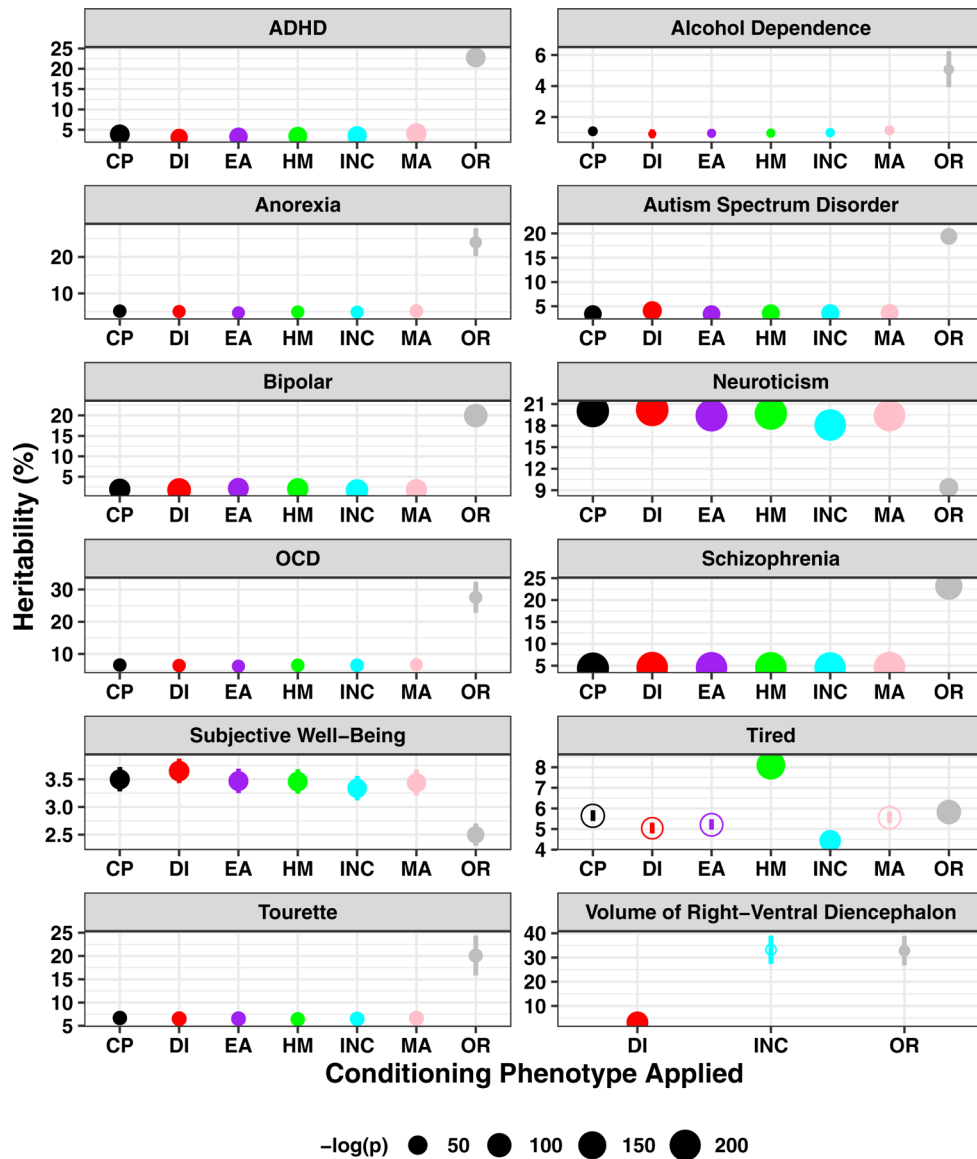 ADHD
Alcohol Dependence
25
20
15
10
5
6
4
2
CP DI EA HM INC MA OR
CP DI EA HM INC MA OR
Anorexia
Autism Spectrum Disorder
20
10
20
15
10
5
CP DI EA HM INC MA OR
CP DI EA HM INC MA OR
Bipolar
Neuroticism
20
15
10
5
21
18
15
12
9
CP DI EA HM INC MA OR
CP DI EA HM INC MA OR
Heritability (%)
OCD
Schizophrenia
30
20
10
25
20
15
10
5
CP DI EA HM INC MA OR
CP DI EA HM INC MA OR
Subjective Well−Being
Tired
3.5
3.0
2.5
8
7
6
5
4
CP DI EA HM INC MA OR
CP DI EA HM INC MA OR
Tourette
Volume of Right−Ventral Diencephalon
25
20
15
10
5
40
30
20
10
CP DI EA HM INC MA OR
DI INC OR
Conditioning Phenotype Applied
−log(p) 50 100 150 200